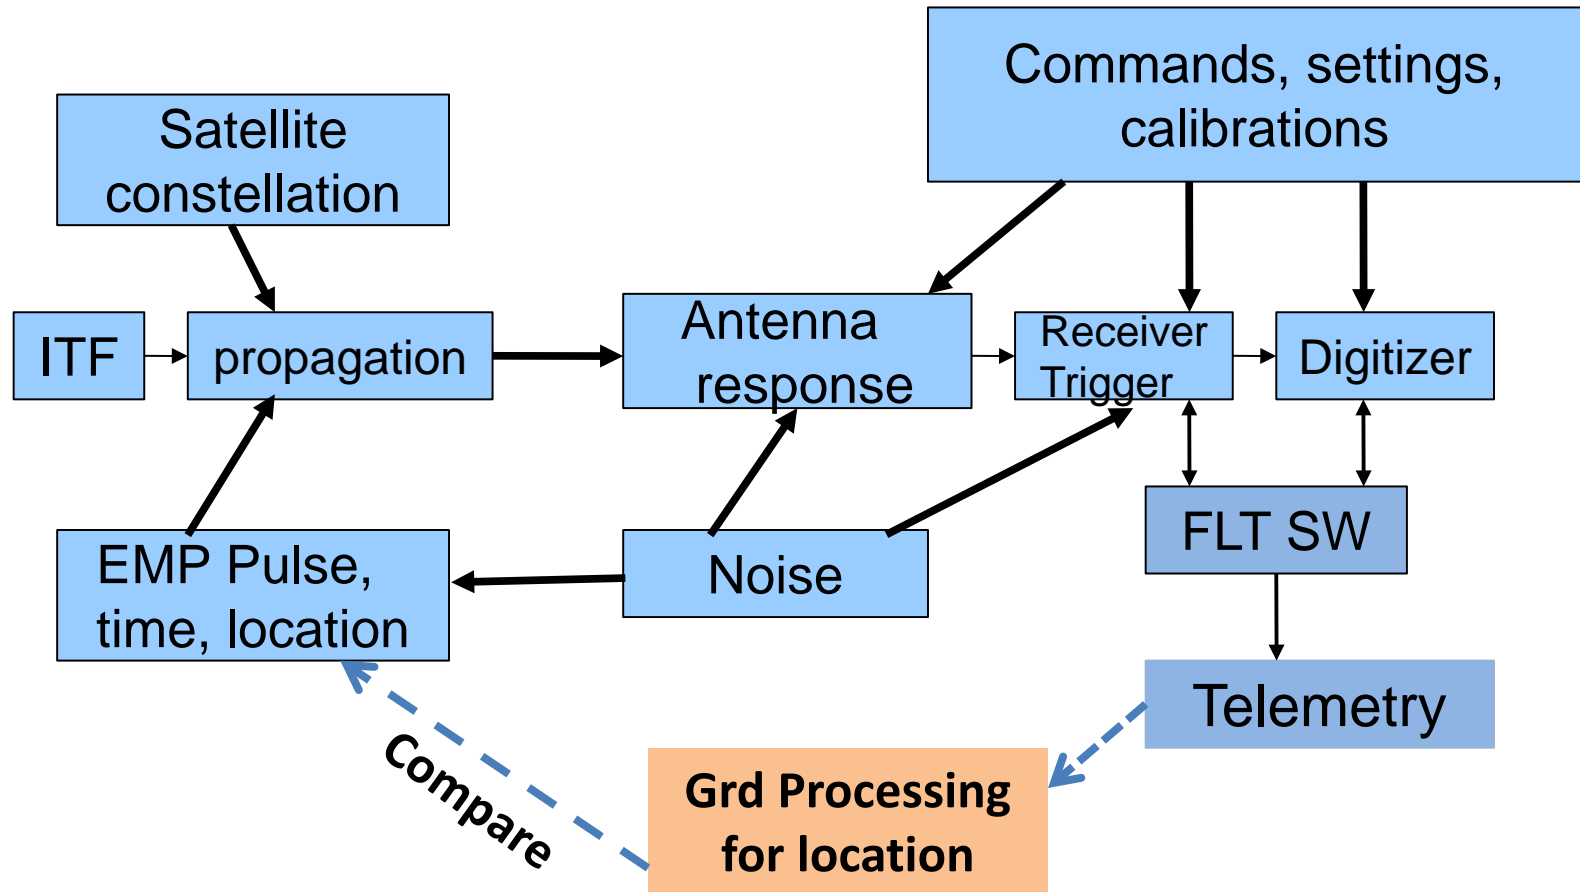 Commands, settings,
calibrations
Satellite
constellation
ITF
propagation
Antenna
response
Receiver
Trigger
Digitizer
EMP Pulse,
time, location
Noise
FLT SW
Telemetry
Compare
Grd Processing
for location